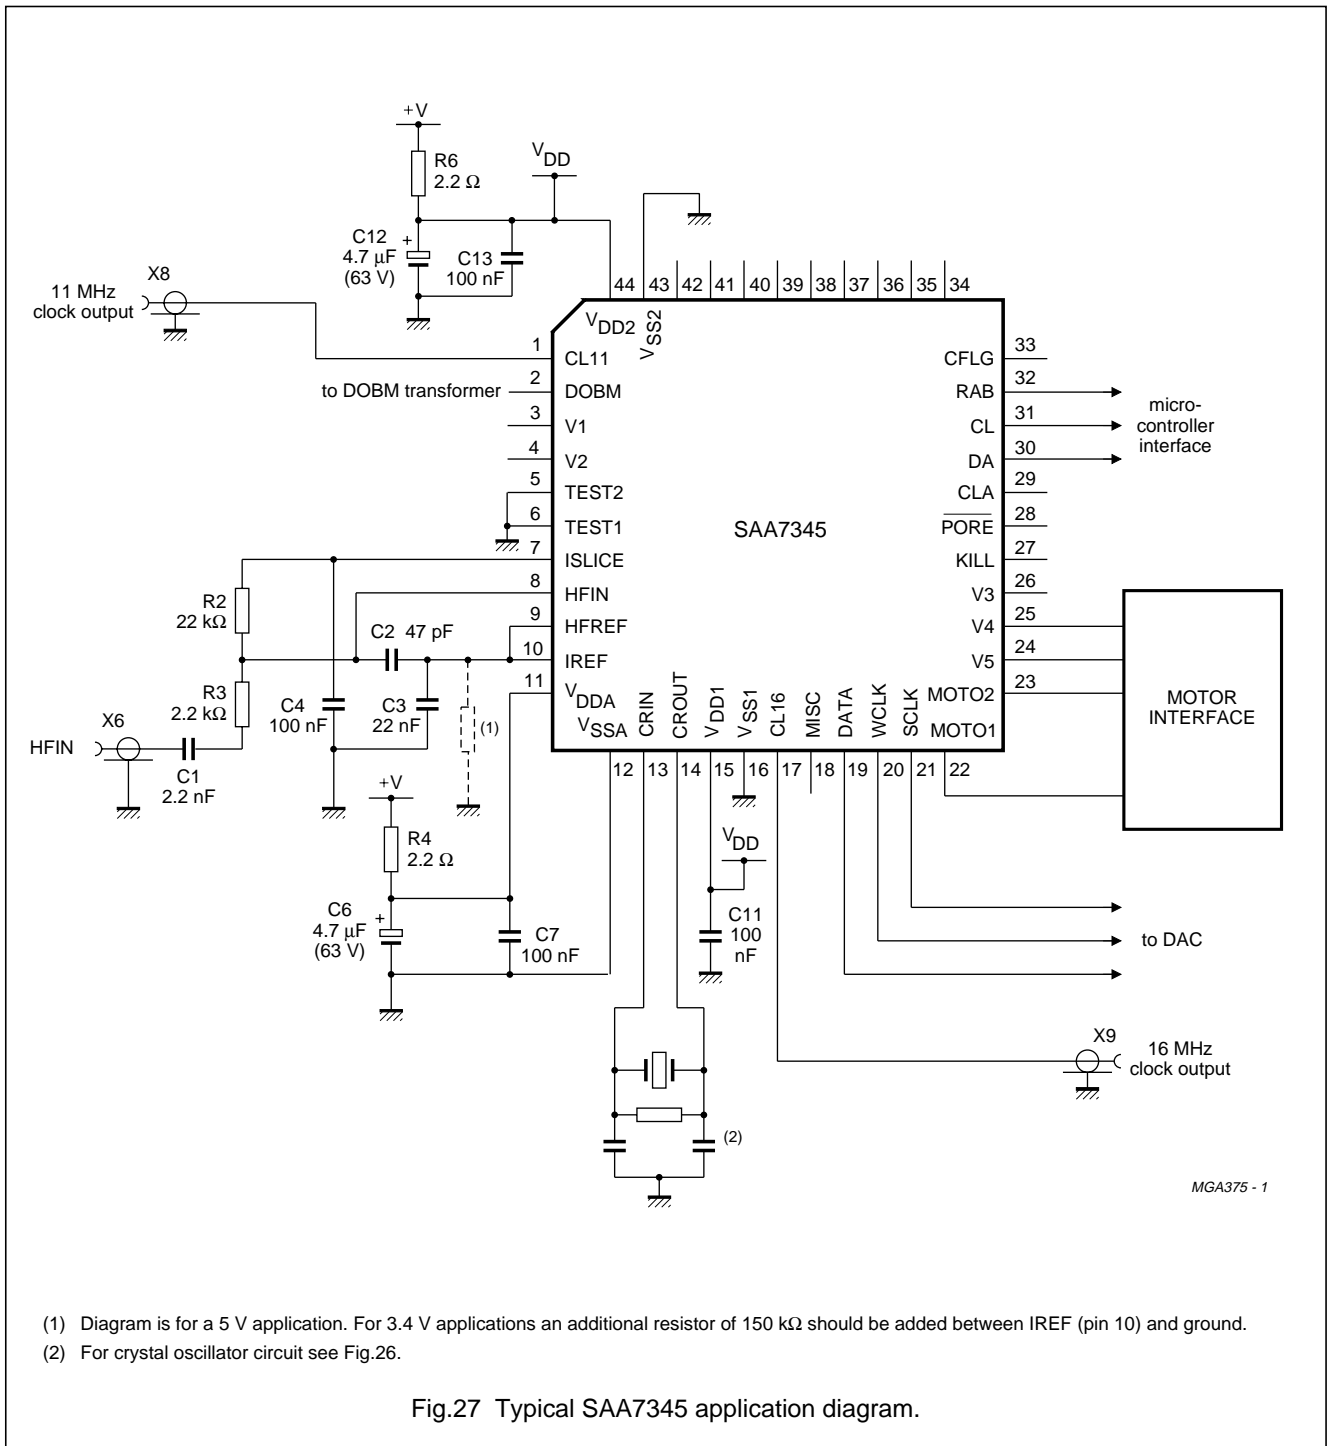 +V
R6
2.2 Ω
VDD
C12
4.7 µF
(63 V)
+
C13
100 nF
X8
11 MHz
clock output
44
43
42
41
40
39
38
37
36
35
34
VDD2
VSS2
1
CL11
to DOBM transformer
2
DOBM
3
V1
4
V2
5
TEST2
6
TEST1
7
ISLICE
8
HFIN
9
HFREF
10
IREF
11
VDDA
SAA7345
33
CFLG
32
RAB
31
CL
30
DA
micro-
controller
interface
29
CLA
28
PORE
27
KILL
26
V3
25
V4
24
V5
23
MOTO2
MOTOR
INTERFACE
R2
22 kΩ
C2 47 pF
R3
2.2 kΩ
C4
100 nF
C3
22 nF
(1)
X6
HFIN
C1
2.2 nF
VSSA
CRIN
CROUT
VDD1
VSS1
CL16
MISC
DATA
WCLK
SCLK
MOTO1
12
13
14
15
16
17
18
19
20
21
22
+V
R4
2.2 Ω
C6
4.7 µF
(63 V)
+
C7
100 nF
VDD
C11
100
nF
to DAC
X9
16 MHz
clock output
(2)
MGA375 - 1
(1) Diagram is for a 5 V application. For 3.4 V applications an additional resistor of 150 kΩ should be added between IREF (pin 10) and ground.
(2) For crystal oscillator circuit see Fig.26.
Fig.27 Typical SAA7345 application diagram.